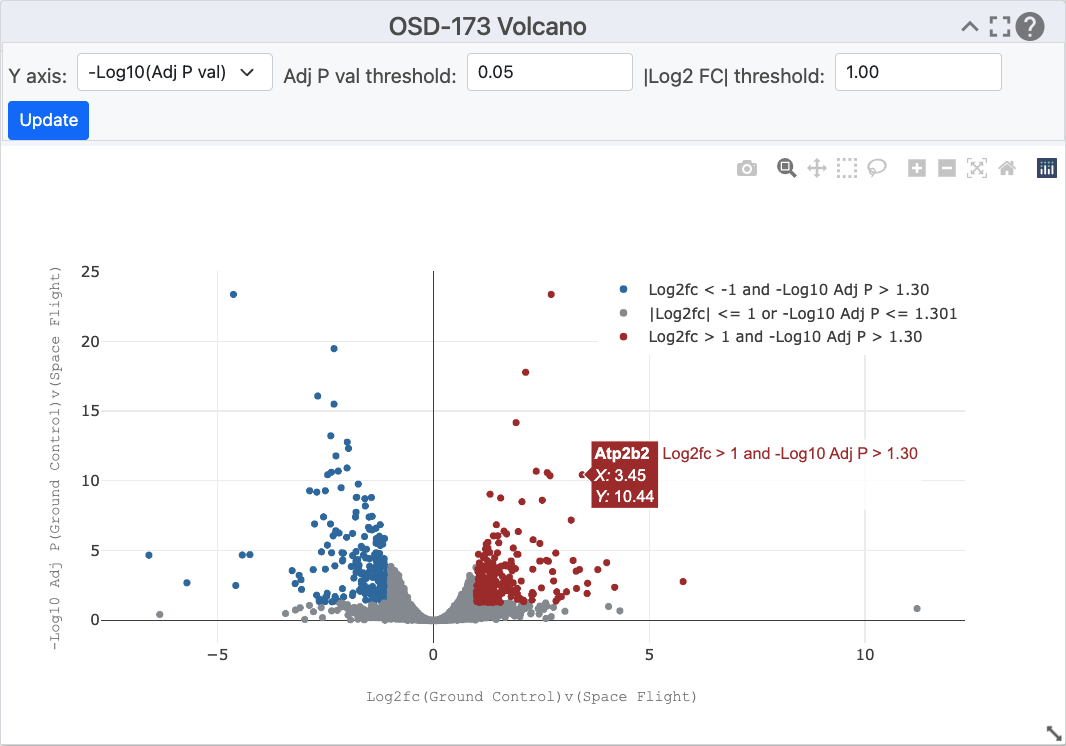 OSD-173 Volcano
?
Y axis: -Log10(Adj P val) Adj P val threshold: 0.05 |Log2 FC| threshold: 1.00
Update
Log2fc < -1 and -Log10 Adj P > 1.30
|Log2fc| <= 1 or -Log10 Adj P <= 1.301
Log2fc > 1 and -Log10 Adj P > 1.30
Atp2b2
X: 3.45
Y: 10.44
Log2fc > 1 and -Log10 Adj P > 1.30
25
20
15
10
5
0
-Log10 Adj P(Ground Control)v(Space Flight)
−5 0 5 10
Log2fc(Ground Control)v(Space Flight)